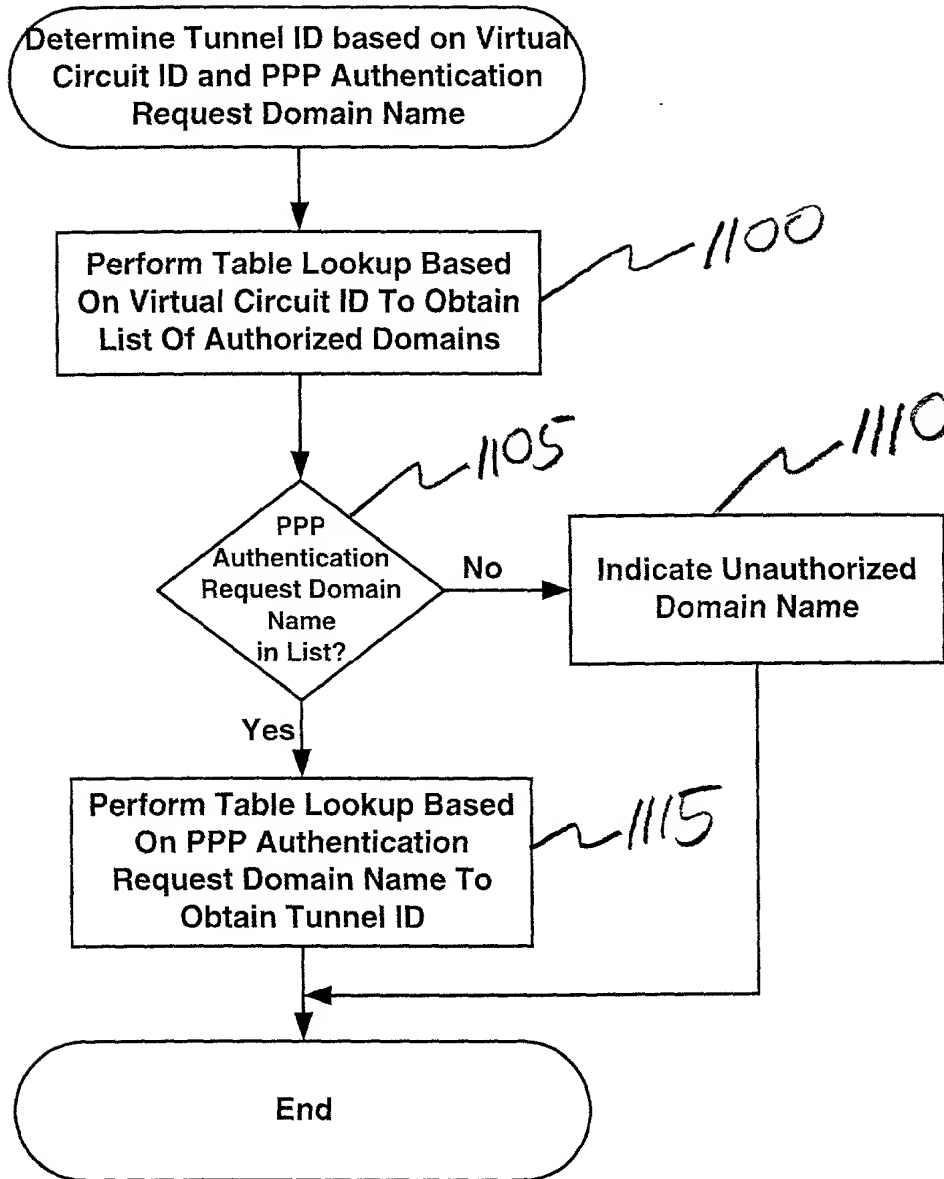 Determine Tunnel ID based on Virtual
Circuit ID and PPP Authentication
Request Domain Name
1100
Perform Table Lookup Based
On Virtual Circuit ID To Obtain
List Of Authorized Domains
1105
1110
PPP
Authentication
Request Domain
Name
in List?
No
Indicate Unauthorized
Domain Name
Yes
Perform Table Lookup Based
On PPP Authentication
Request Domain Name To
Obtain Tunnel ID
1115
End